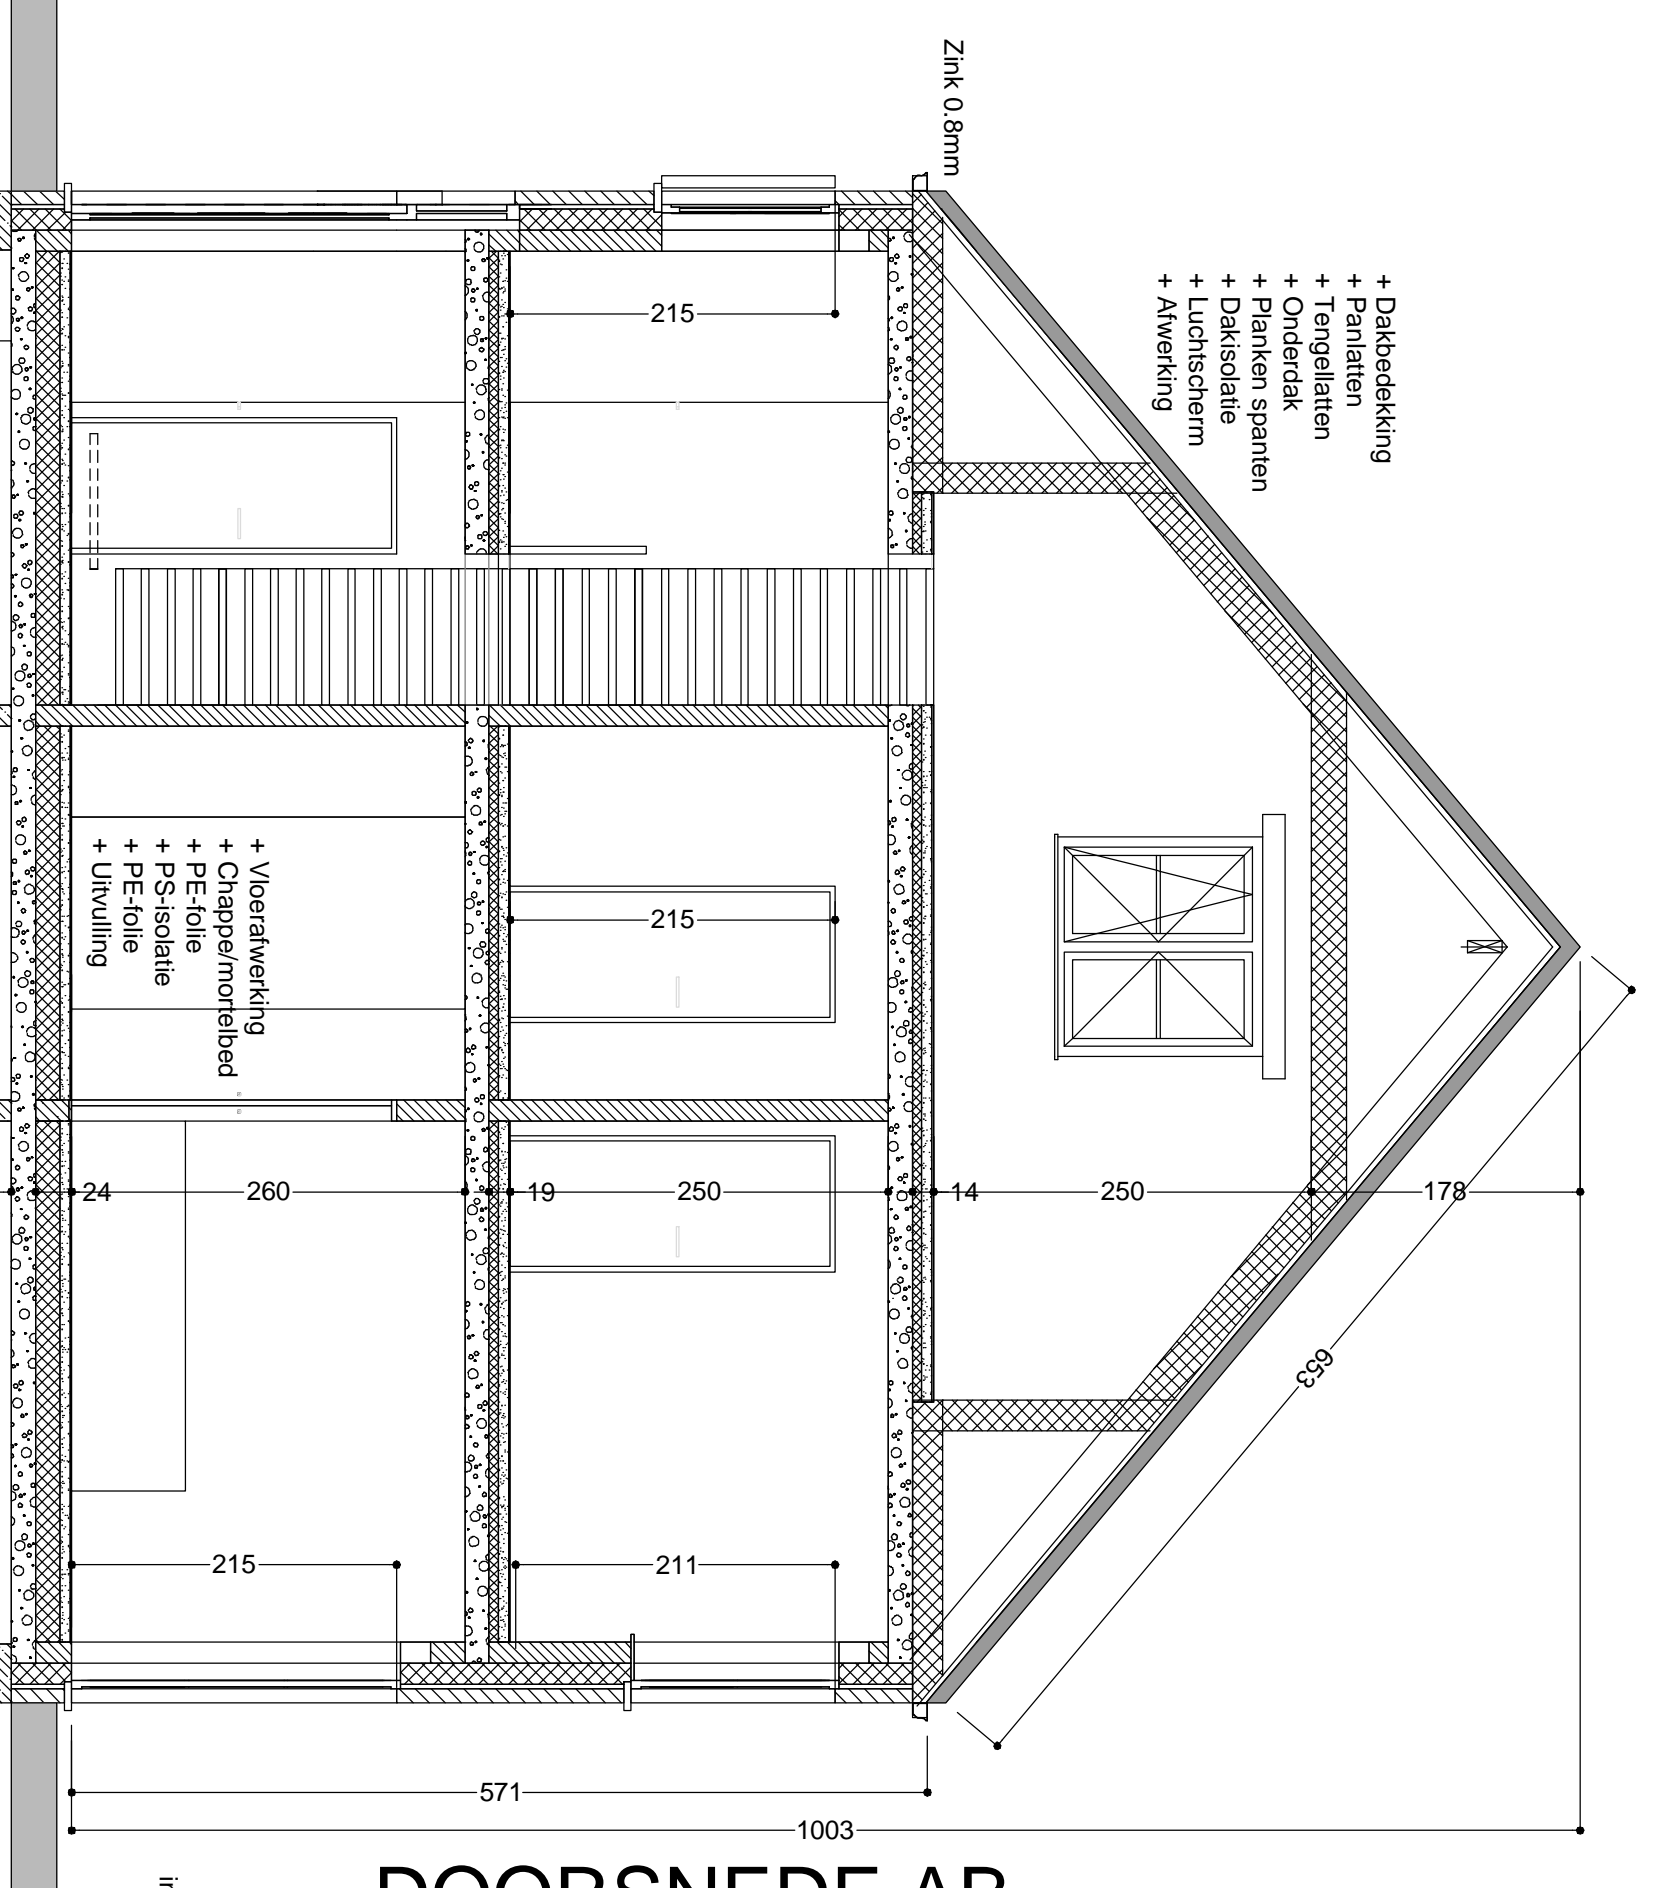 Zink 0.8mm
+ Dakbedekking
+ Panlatten
+ Tengellatten
+ Onderdak
+ Planken spanten
+ Dakisolatie
+ Luchtscherm
+ Afwerking
215
+ Vloerafwerking
+ Chappe/mortelbed
+ PE-folie
+ PS-isolatie
+ PE-folie
+ Uitvulling
215
24
260
19
250
14
250
178
653
215
211
571
1003
DOORSNEDE AB